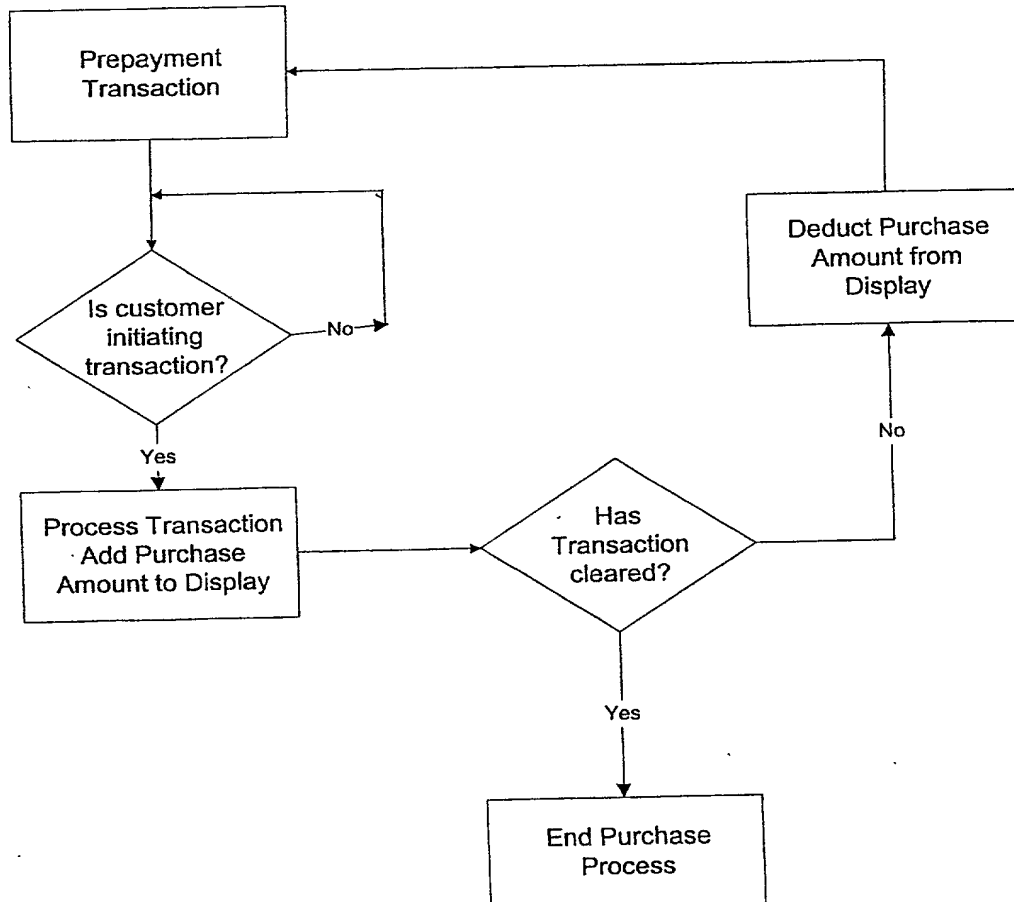 Prepayment
Transaction
Is customer
initiating
transaction?
No
Yes
Process Transaction
Add Purchase
Amount to Display
Has
Transaction
cleared?
No
Deduct Purchase
Amount from
Display
Yes
End Purchase
Process